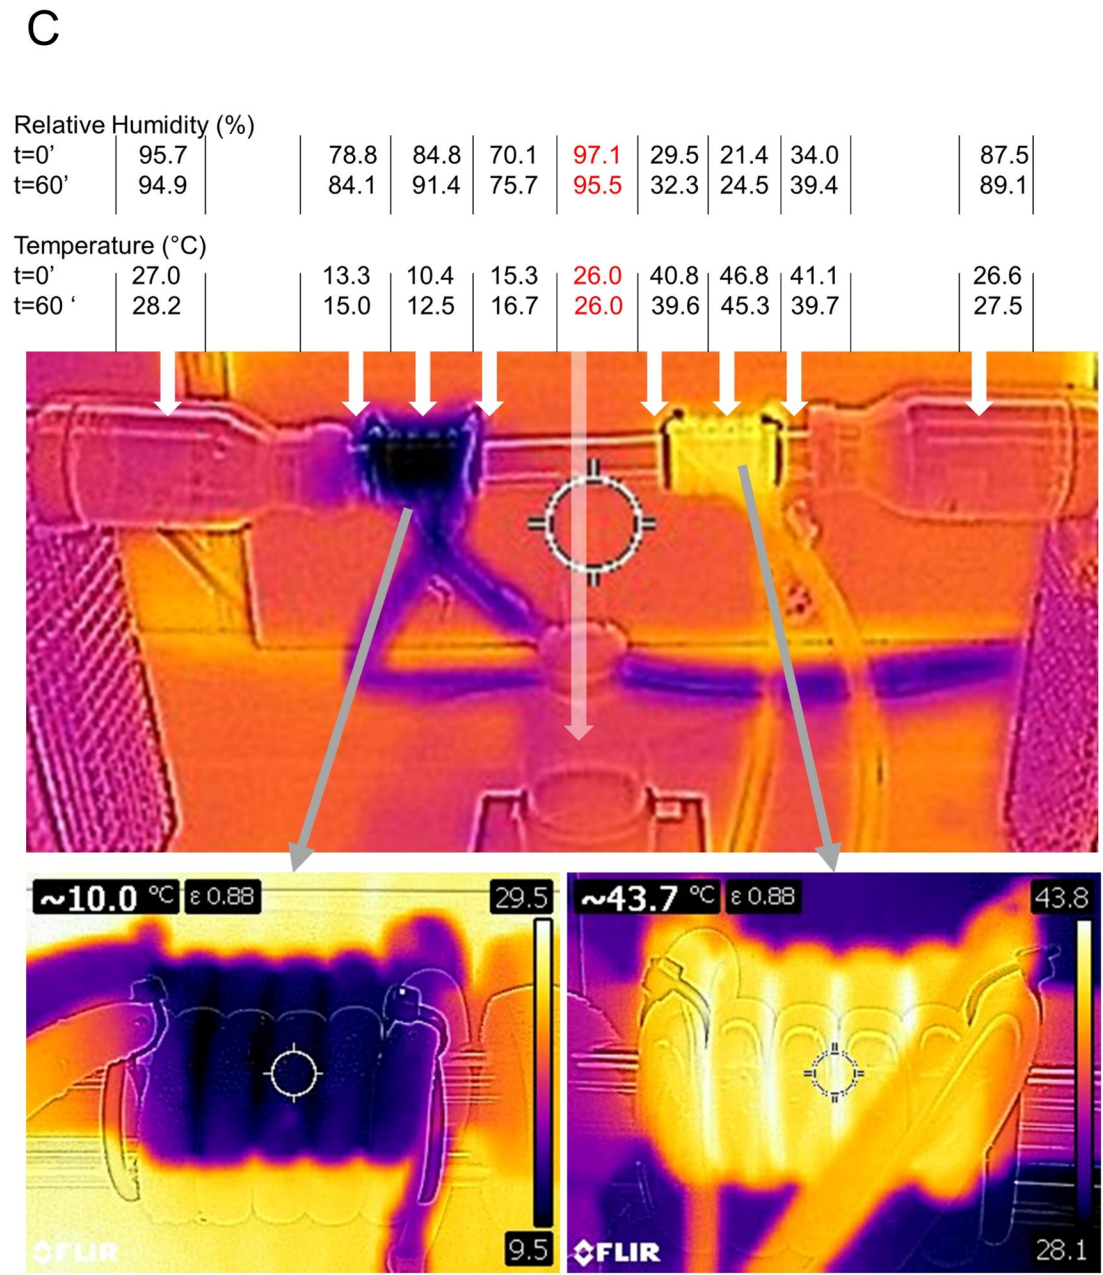 C
Relative Humidity (%)
t=0’ 95.7 78.8 84.8 70.1 97.1 29.5 21.4 34.0 87.5
t=60’ 94.9 84.1 91.4 75.7 95.5 32.3 24.5 39.4 89.1
Temperature (°C)
t=0’ 27.0 13.3 10.4 15.3 26.0 40.8 46.8 41.1 26.6
t=60 ‘ 28.2 15.0 12.5 16.7 26.0 39.6 45.3 39.7 27.5
~10.0 °C ε 0.88 29.5
9.5
FLIR
~43.7 °C ε 0.88 43.8
28.1
FLIR